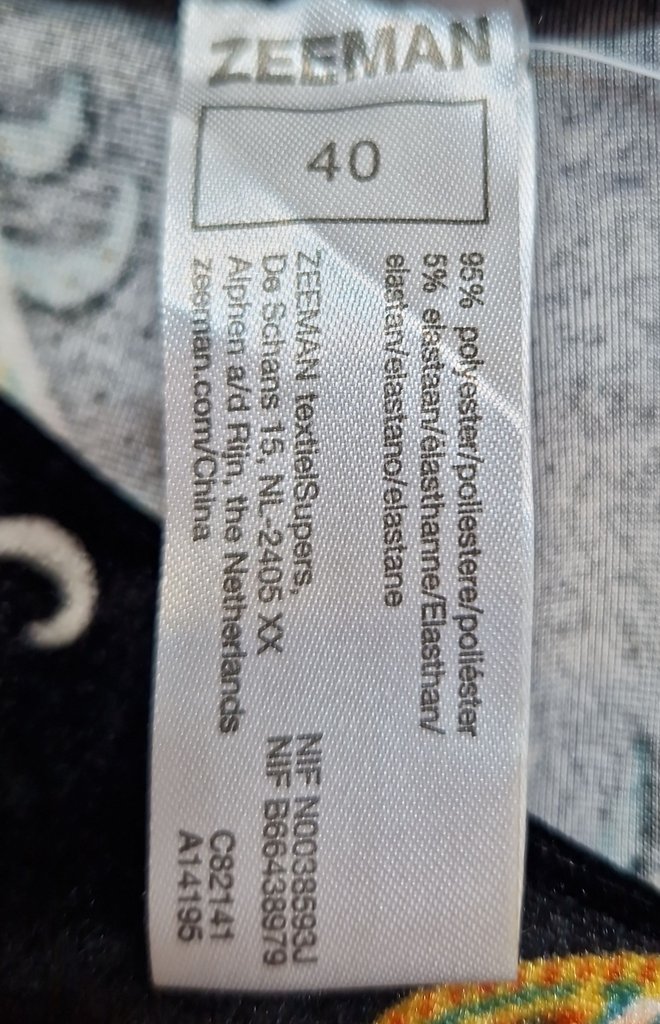 ZEEMAN
40
95% polyester/poliestere/poliéster
5% elastaan/élasthanne/Elasthan/
elastan/elastano/elastane
ZEEMAN textielSupers,
De Schans 15, NL-2405 XX
Alphen a/d Rijn, the Netherlands
zeeman.com/China
NIF N0038593J
NIF B66438979
C82141
A14195